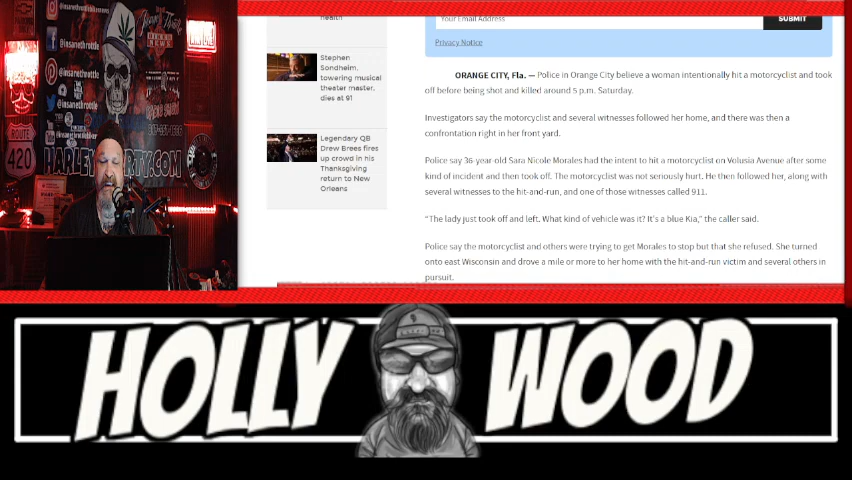 health
Stephen
Sondheim,
towering musical
theater master,
dies at 91
Legendary QB
Drew Brees fires
up crowd in his
Thanksgiving
return to New
Orleans
Your Email Address
SUBMIT
Privacy Notice
ORANGE CITY, Fla. — Police in Orange City believe a woman intentionally hit a motorcyclist and took
off before being shot and killed around 5 p.m. Saturday.
Investigators say the motorcyclist and several witnesses followed her home, and there was then a
confrontation right in her front yard.
Police say 36-year-old Sara Nicole Morales had the intent to hit a motorcyclist on Volusia Avenue after some
kind of incident and then took off. The motorcyclist was not seriously hurt. He then followed her, along with
several witnesses to the hit-and-run, and one of those witnesses called 911.
"The lady just took off and left. What kind of vehicle was it? It's a blue Kia," the caller said.
Police say the motorcyclist and others were trying to get Morales to stop but that she refused. She turned
onto east Wisconsin and drove a mile or more to her home with the hit-and-run victim and several others in
pursuit.
@insanethrottle
ROUTE
420
HOLLY WOOD